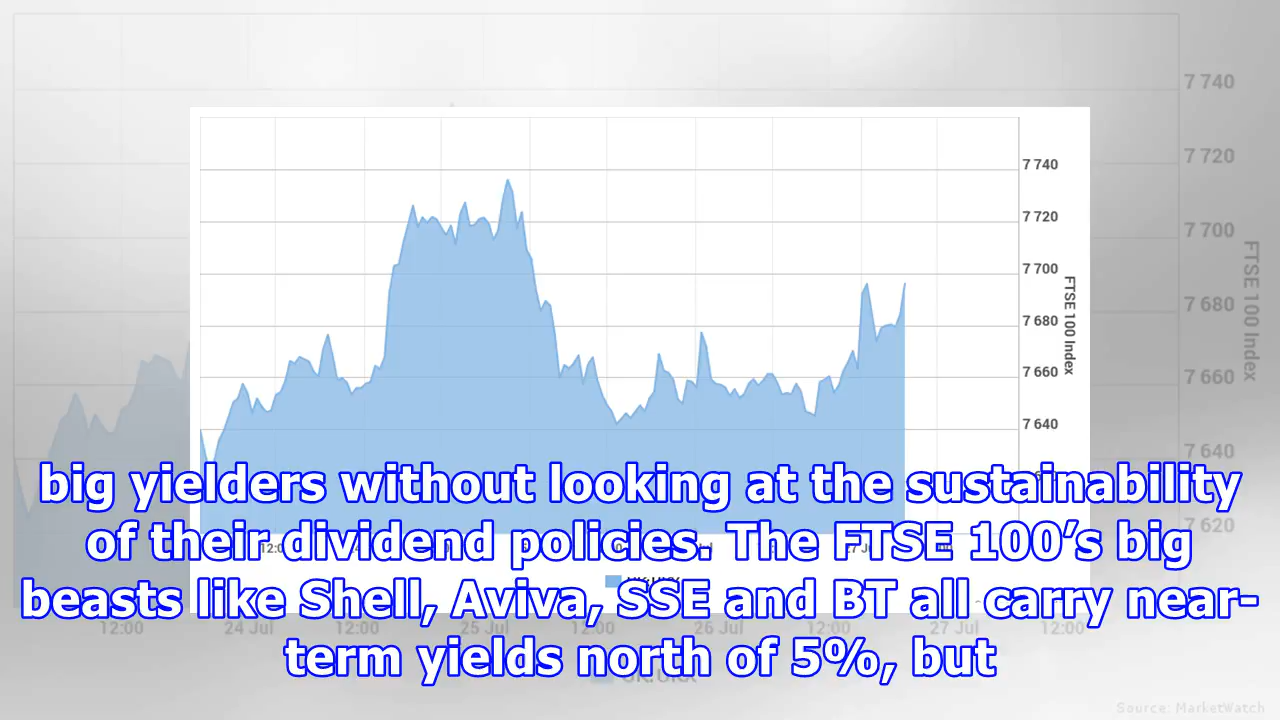 7 740
7 720
7 700
7 680
7 660
7 640
FTSE 100 Index
7 740
7 720
7 700
7 680
7 660
7 640
7 620
FTSE 100 Index
big yielders without looking at the sustainability
of their dividend policies. The FTSE 100’s big
beasts like Shell, Aviva, SSE and BT all carry near-
term yields north of 5%, but
12:00 24 Jul 12:00 25 Jul 12:00 26 Jul 12:00 27 Jul 12:00
Source: MarketWatch